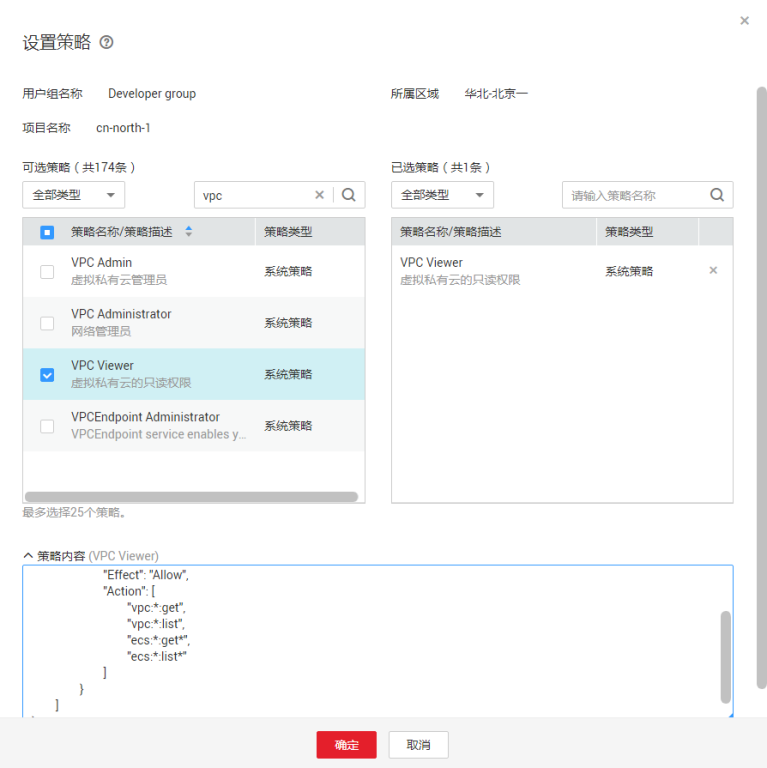 设置策略
用户组名称 Developer group 所属区域 华北-北京一
项目名称 cn-north-1
可选策略（共174条） 已选策略（共1条）
全部类型 vpc 全部类型 请输入策略名称
策略名称/策略描述 策略类型 策略名称/策略描述 策略类型
VPC Admin
虚拟私有云管理员
系统策略
VPC Viewer
虚拟私有云的只读权限
系统策略
VPC Administrator
网络管理员
系统策略
VPC Viewer
虚拟私有云的只读权限
系统策略
VPCEndpoint Administrator
VPCEndpoint service enables y...
系统策略
最多选择25个策略。
策略内容 (VPC Viewer)
"Effect": "Allow",
"Action": [
"vpc:*:get",
"vpc:*:list",
"ecs:*:get*",
"ecs:*:list*"
]
}
]
确定 取消